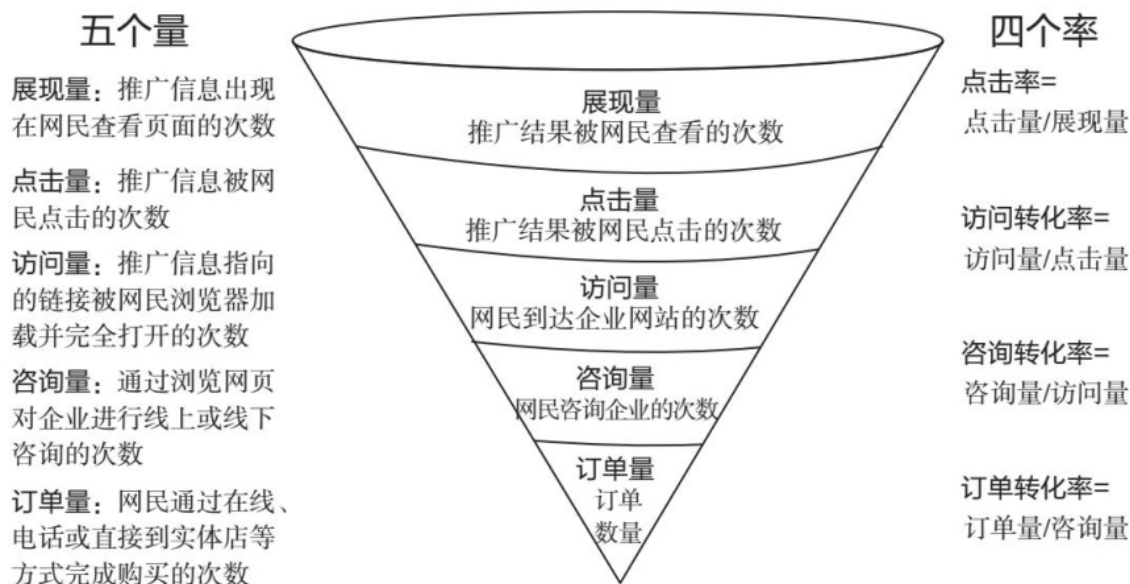 五个量
展现量：推广信息出现
在网民查看页面的次数
点击量：推广信息被网
民点击的次数
访问量：推广信息指向
的链接被网民浏览器加
载并完全打开的次数
咨询量：通过浏览网页
对企业进行线上或线下
咨询的次数
订单量：网民通过在线、
电话或直接到实体店等
方式完成购买的次数
展现量
推广结果被网民查看的次数
点击量
推广结果被网民点击的次数
访问量
网民到达企业网站的次数
咨询量
网民咨询企业的次数
订单量
订单
数量
四个率
点击率=
点击量/展现量
访问转化率=
访问量/点击量
咨询转化率=
咨询量/访问量
订单转化率=
订单量/咨询量